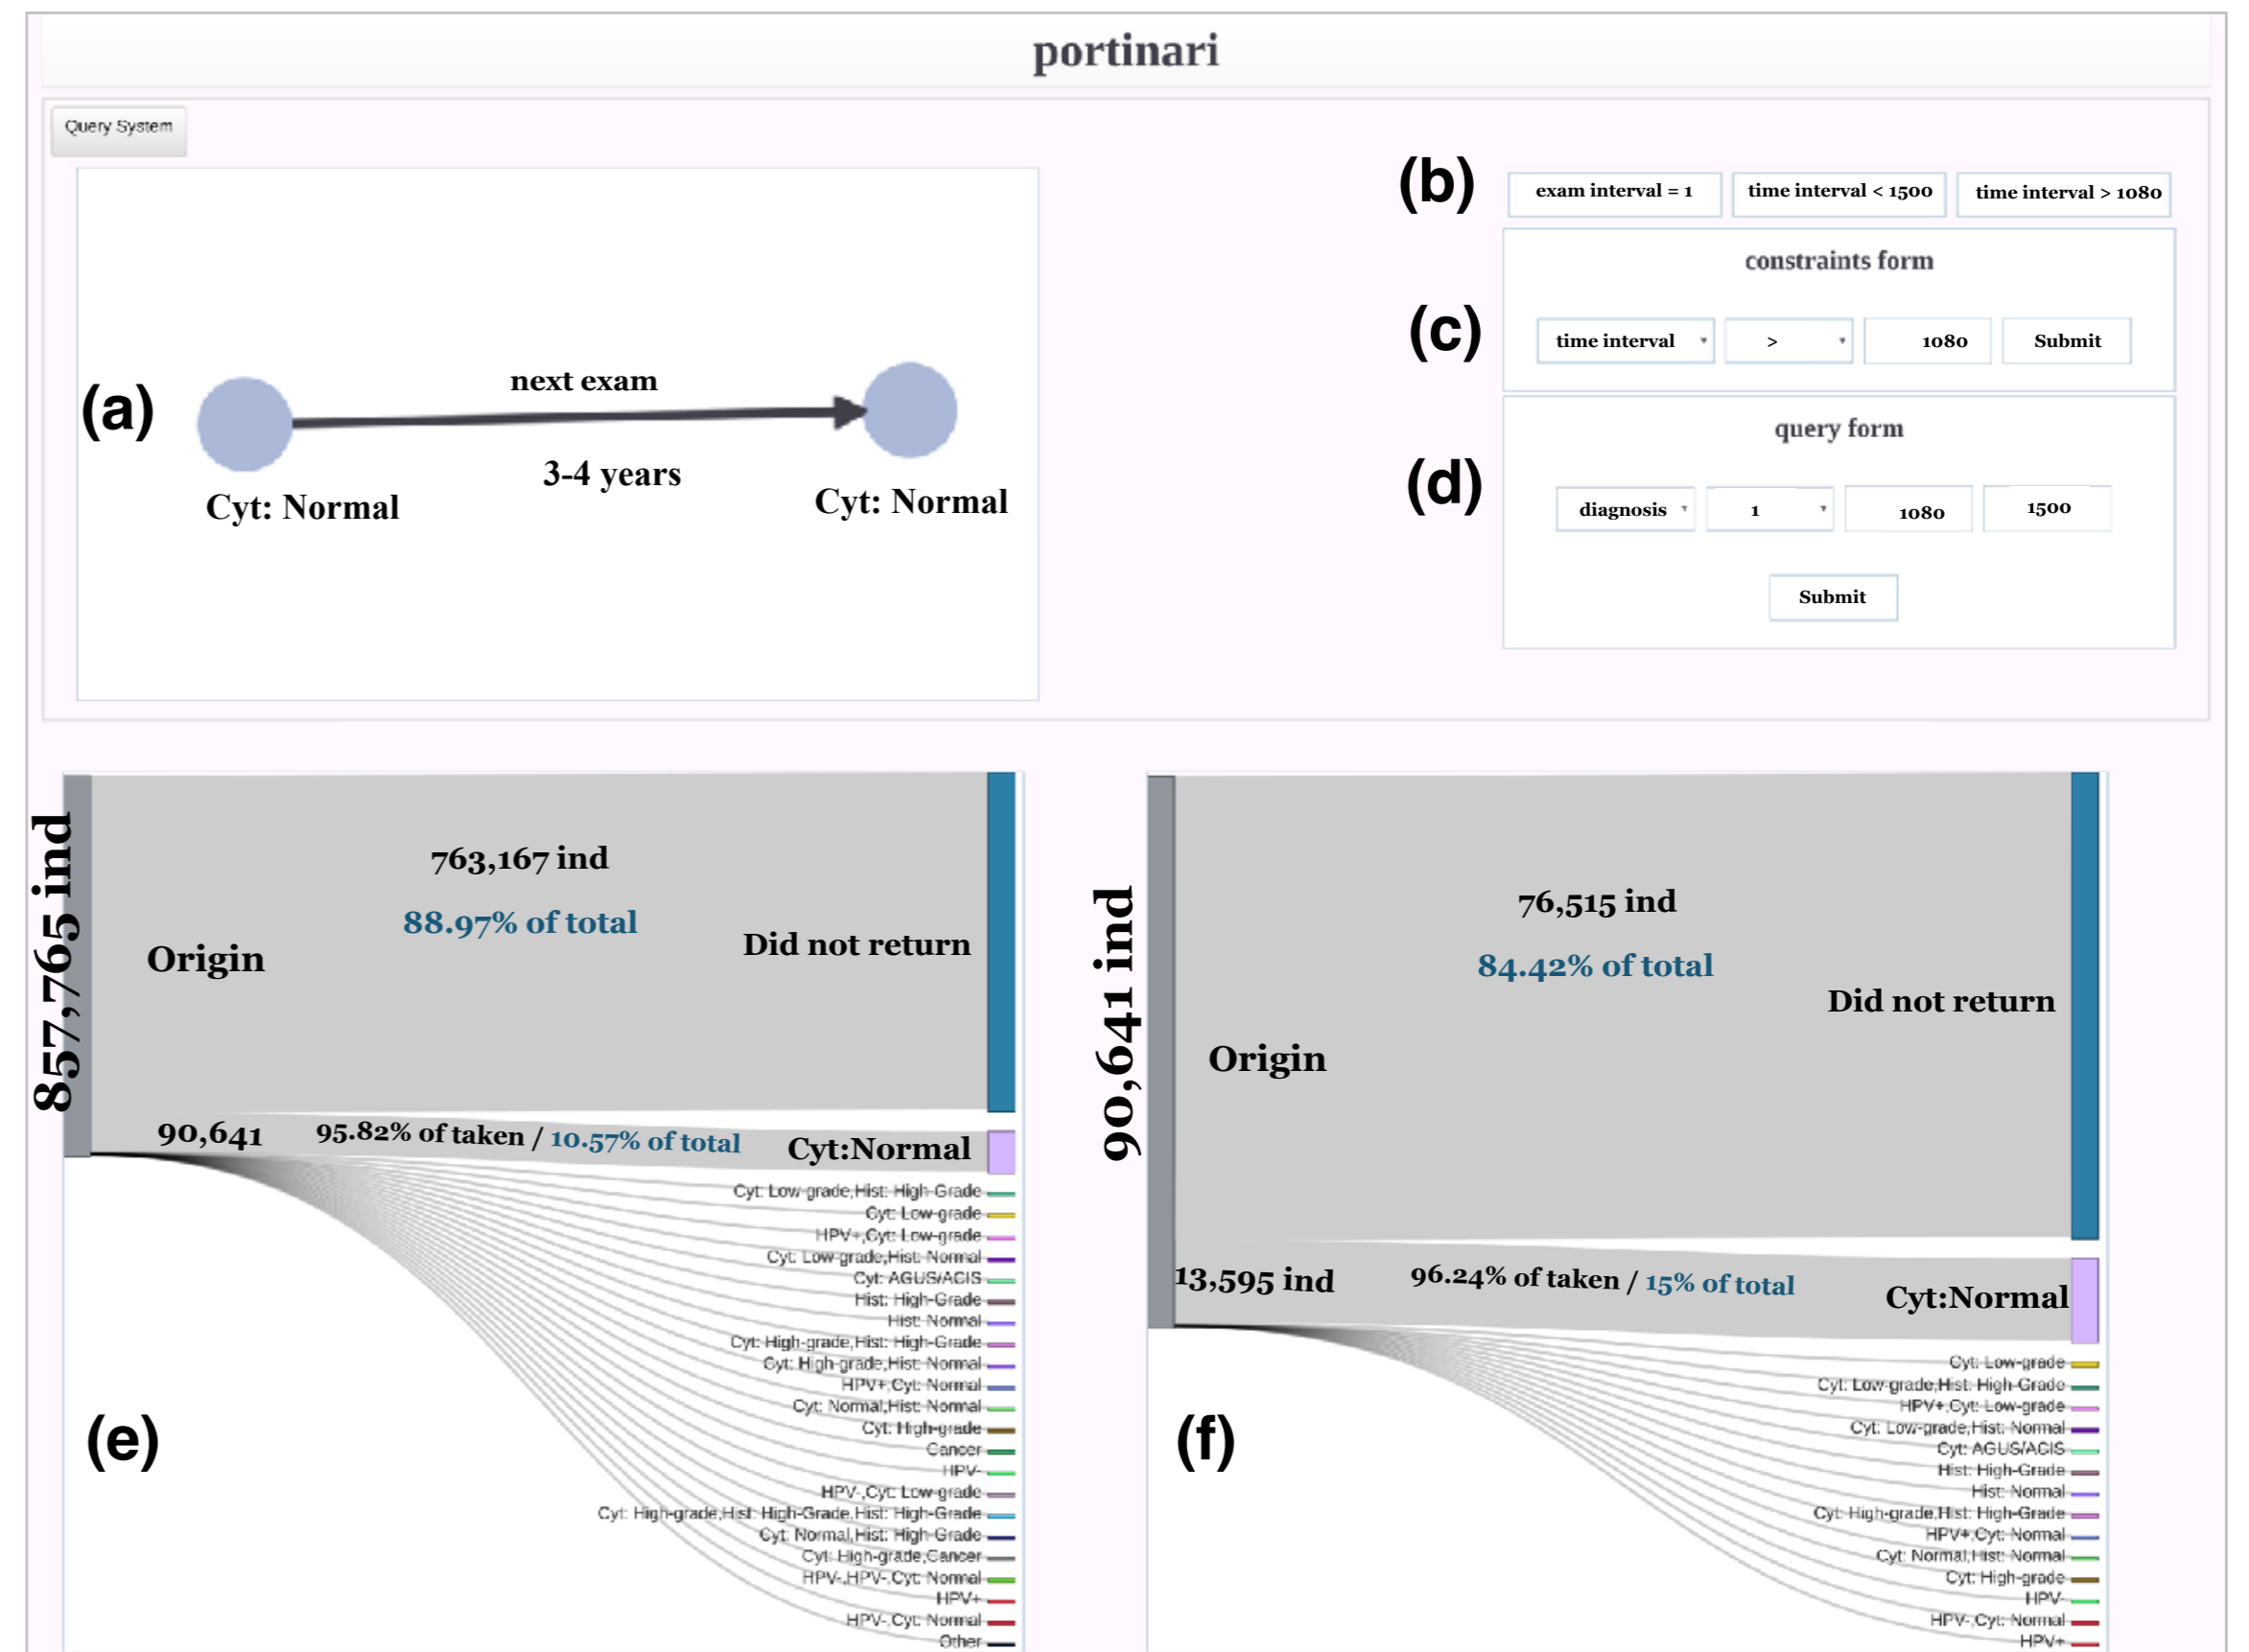 portinari
Query System
(a)
next exam
3-4 years
Cyt: Normal
Cyt: Normal
(b)
exam interval = 1
time interval < 1500
time interval > 1080
constraints form
(c)
time interval
>
1080
Submit
query form
(d)
diagnosis
1
1080
1500
Submit
857,765 ind
763,167 ind
88.97% of total
Did not return
Origin
90,641
95.82% of taken / 10.57% of total
Cyt:Normal
Cyt: Low-grade,Hist: High-Grade
Cyt: Low-grade
HPV+,Cyt: Low-grade
Cyt: Low-grade,Hist: Normal
Cyt: AGUS/ACIS
Hist: High-Grade
Hist: Normal
Cyt: High-grade,Hist: High-Grade
Cyt: High-grade,Hist: Normal
HPV+,Cyt: Normal
Cyt: Normal,Hist: Normal
Cyt: High-grade
Cancer
HPV-
HPV-,Cyt: Low-grade
Cyt: High-grade,Hist: High-Grade,Hist: High-Grade
Cyt: Normal,Hist: High-Grade
Cyt: High-grade,Cancer
HPV-,HPV-,Cyt: Normal
HPV+
HPV-,Cyt: Normal
Other
(e)
90,641 ind
76,515 ind
84.42% of total
Did not return
Origin
13,595 ind
96.24% of taken / 15% of total
Cyt:Normal
Cyt: Low-grade
Cyt: Low-grade,Hist: High-Grade
HPV+,Cyt: Low-grade
Cyt: Low-grade,Hist: Normal
Cyt: AGUS/ACIS
Hist: High-Grade
Hist: Normal
Cyt: High-grade,Hist: High-Grade
HPV+,Cyt: Normal
Cyt: Normal,Hist: Normal
Cyt: High-grade
HPV-
HPV-,Cyt: Normal
HPV+
(f)